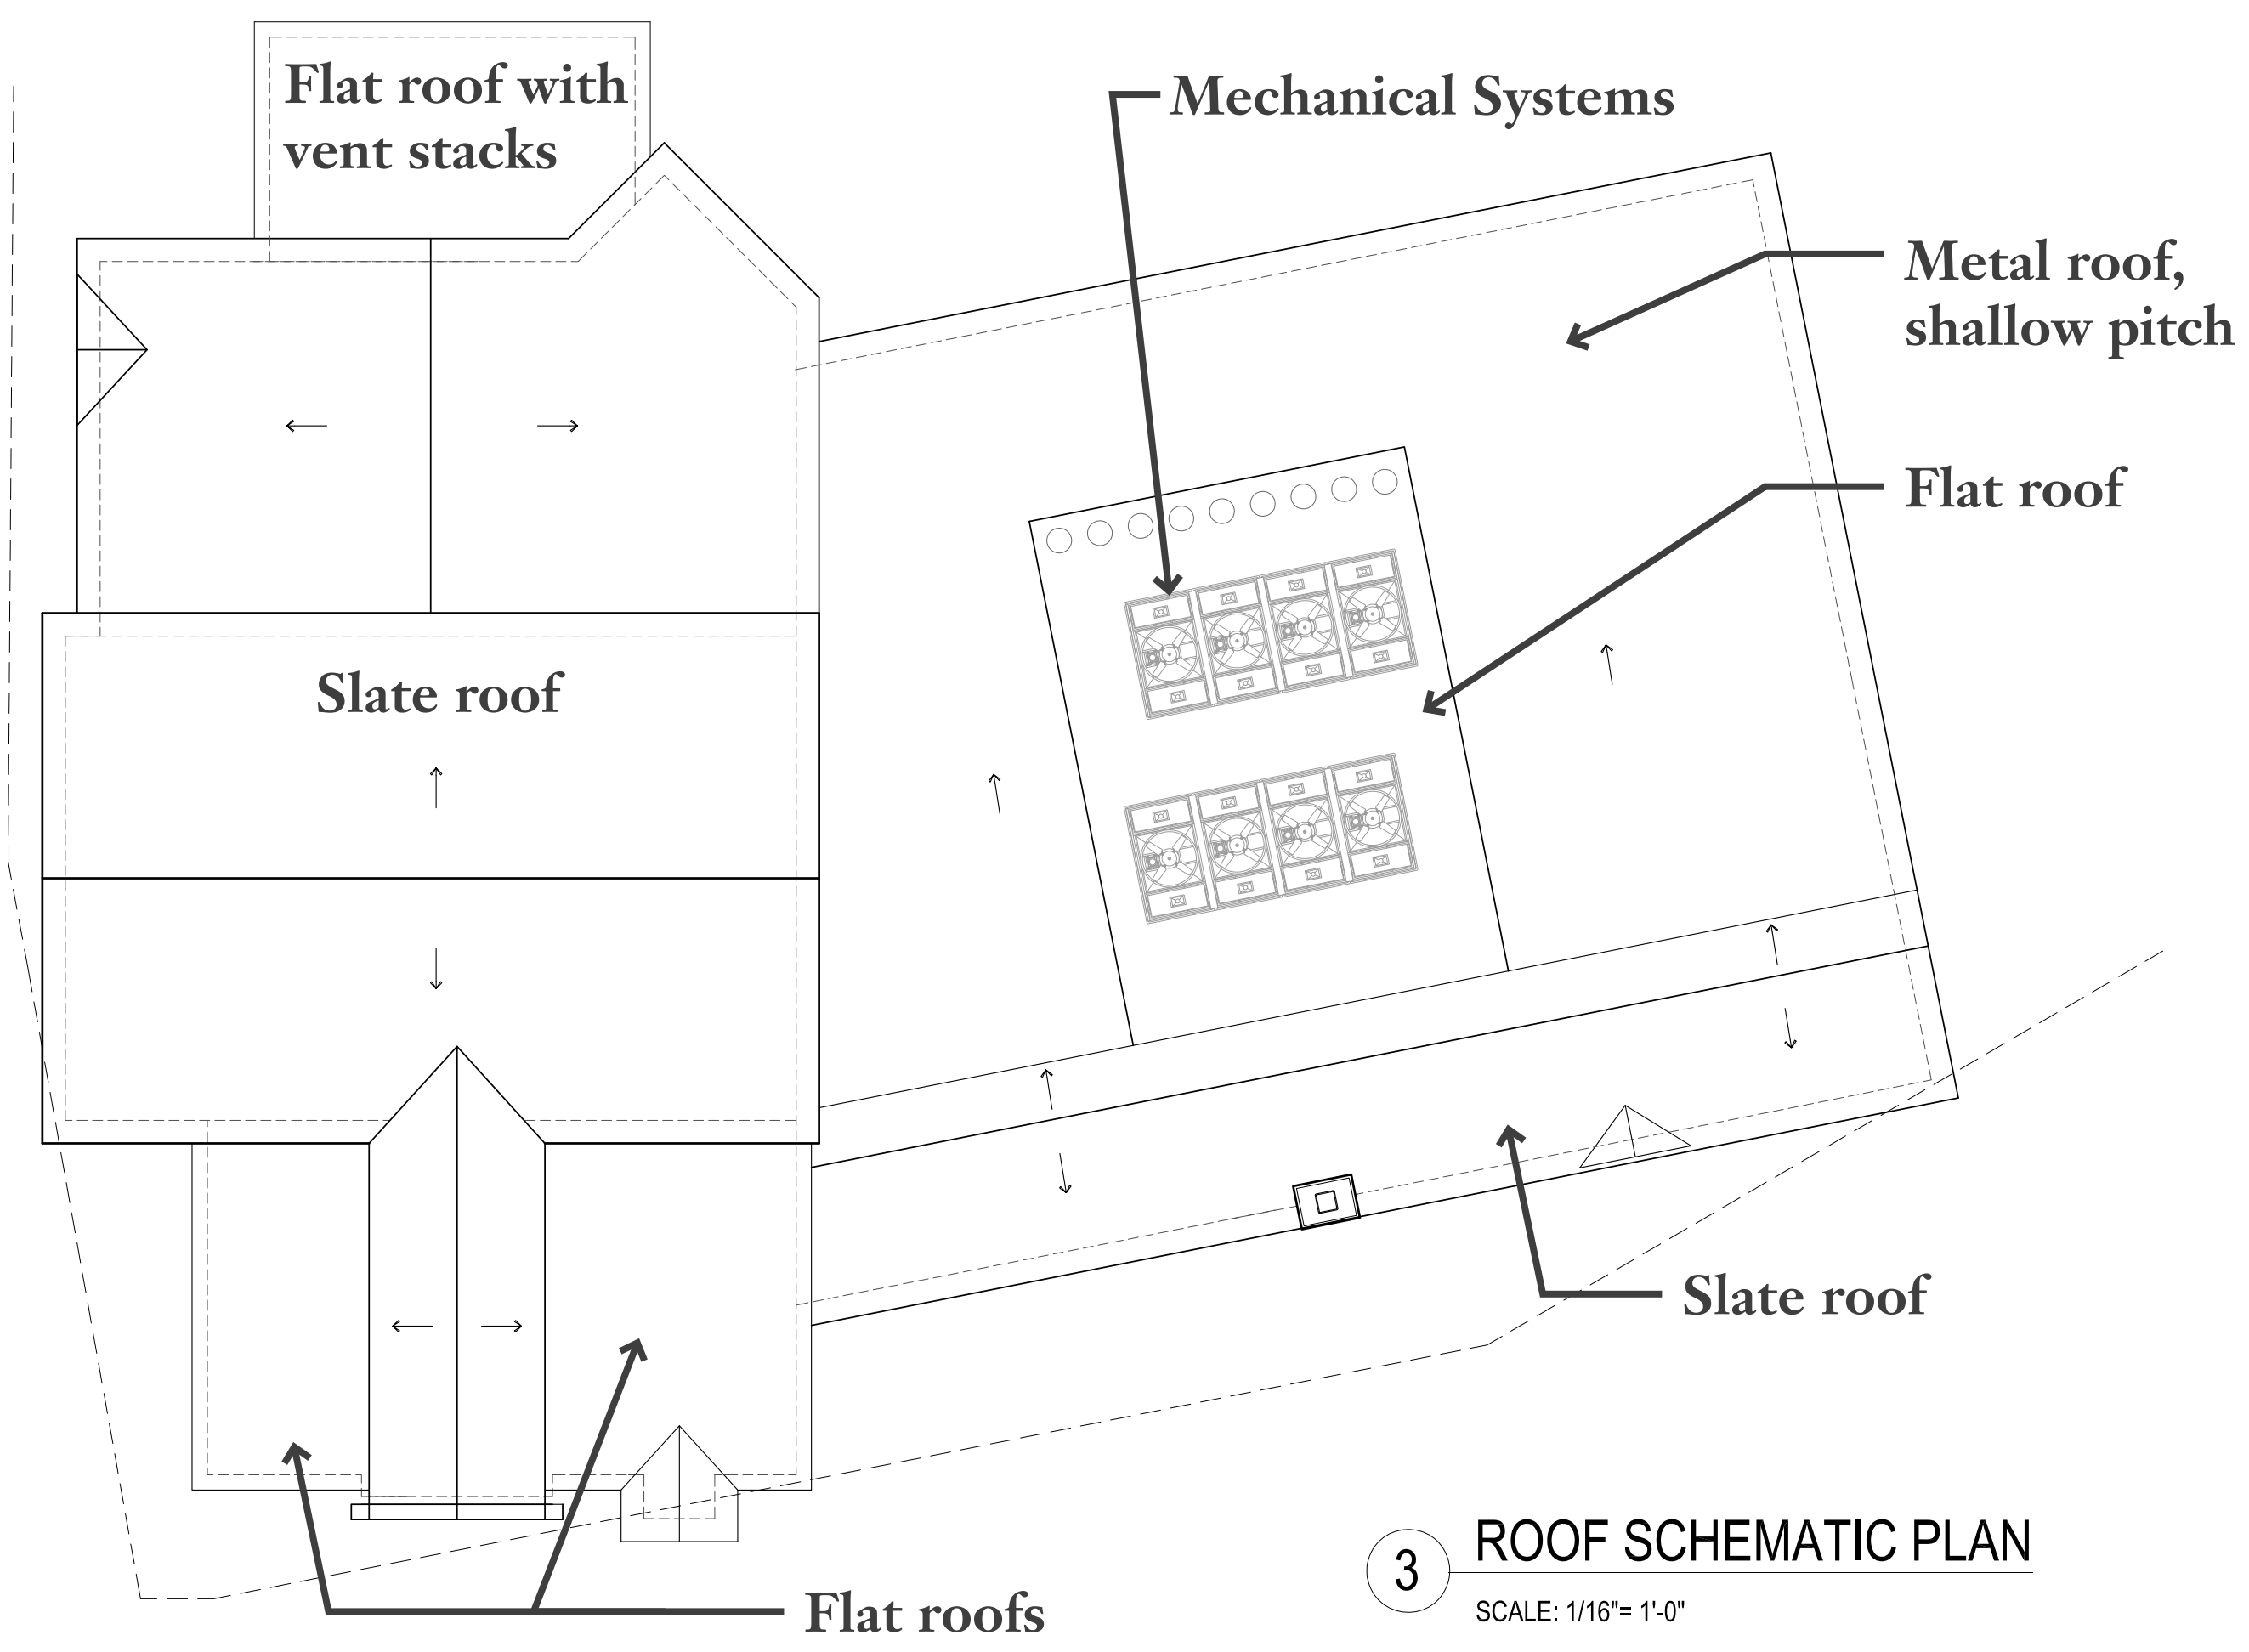 Flat roof with
vent stacks
Mechanical Systems
Metal roof,
shallow pitch
Flat roof
Slate roof
Slate roof
Flat roofs
3
ROOF SCHEMATIC PLAN
SCALE: 1/16"= 1'-0"